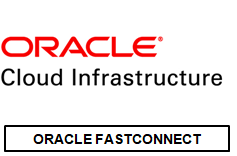 ORACLE®
Cloud Infrastructure
ORACLE FASTCONNECT